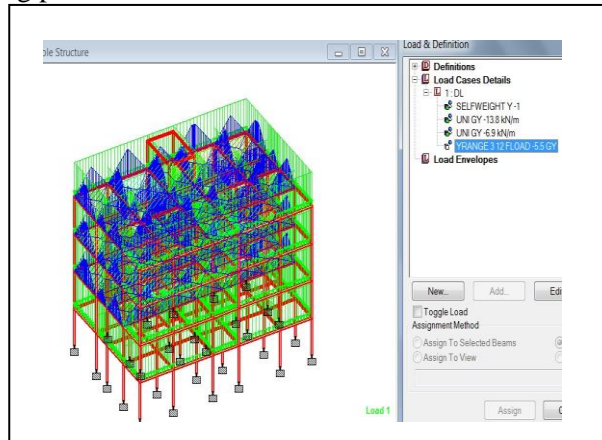 ble Structure
Load & Definition
Definitions
Load Cases Details
1 : DL
SELFWEIGHT Y -1
UNI GY -13.8 kN/m
UNI GY -6.9 kN/m
YRANGE 3 12 FLOAD -5.5 GY
Load Envelopes
New...
Add...
Edi
Toggle Load
Assignment Method
Assign To Selected Beams
Assign To View
Assign
Load 1